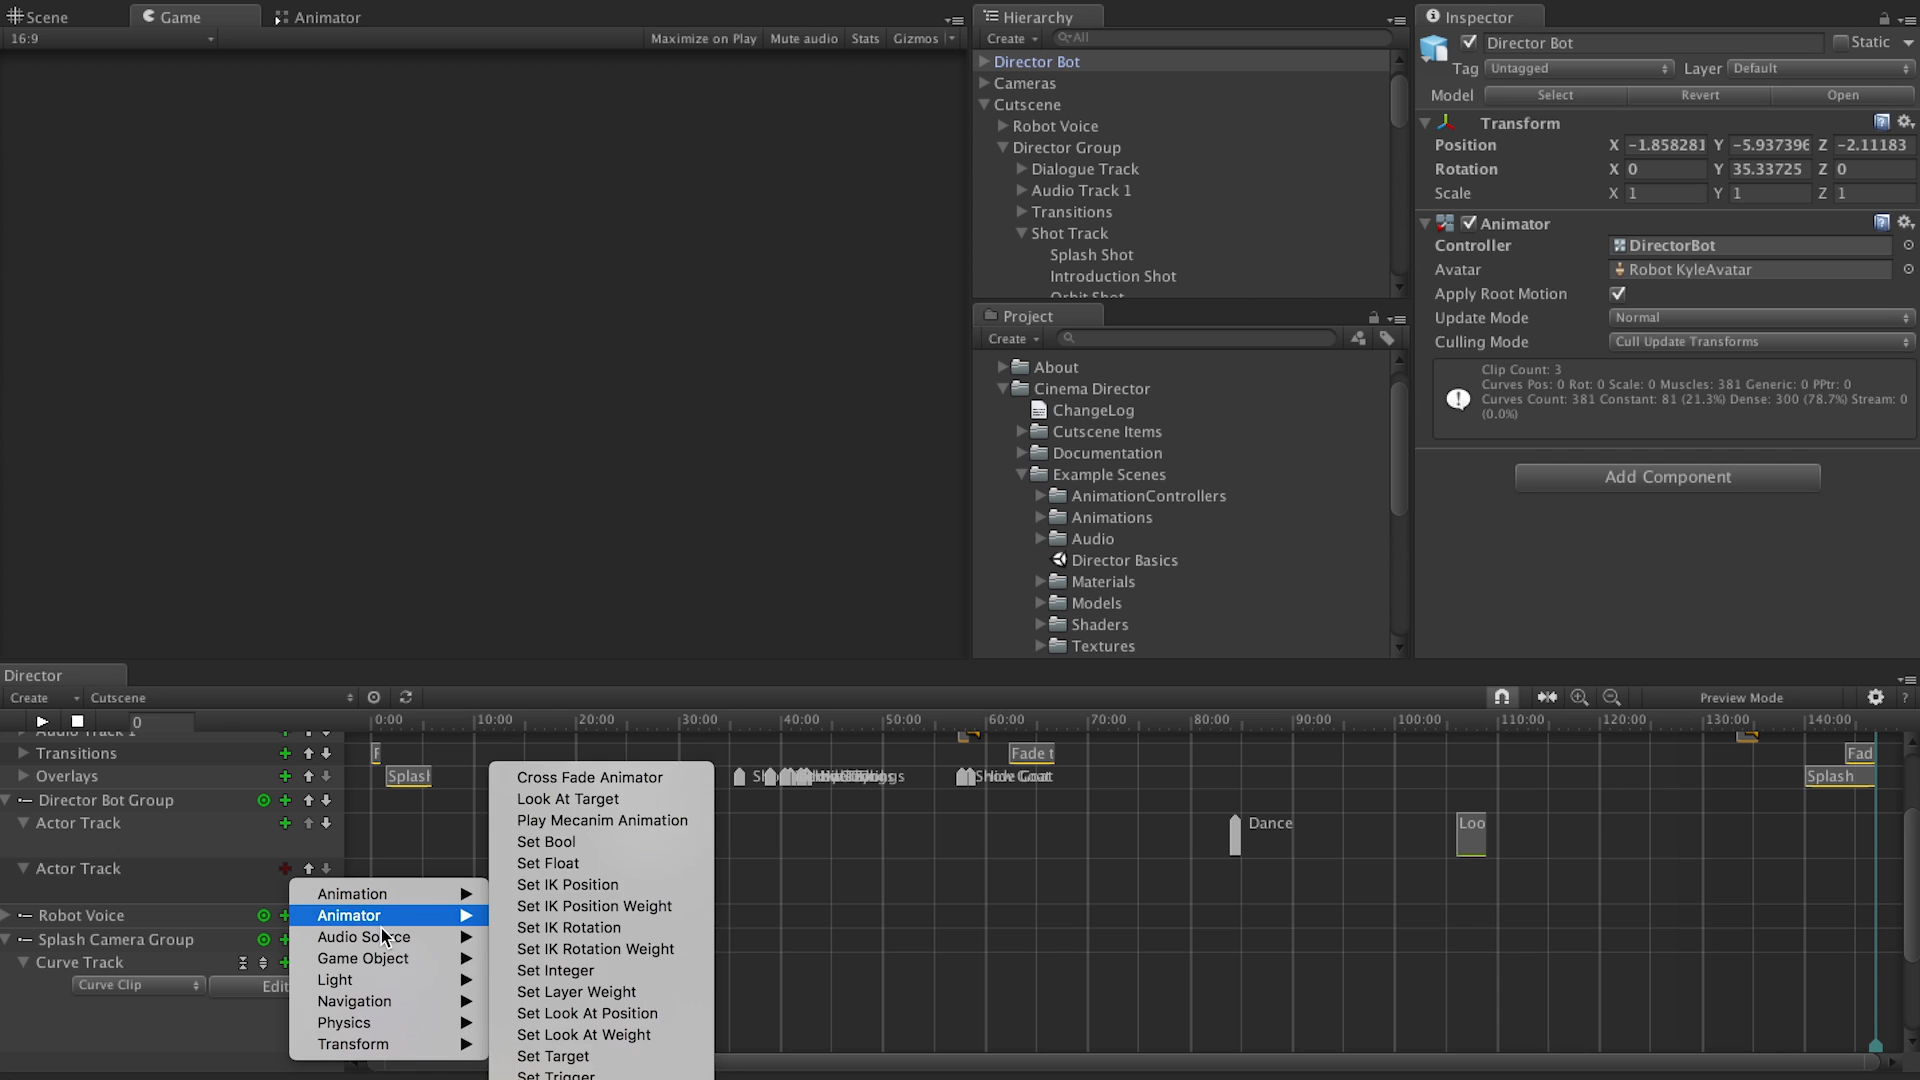 Scene
Game
Animator
16:9
Maximize on Play
Mute audio
Stats
Gizmos
Hierarchy
Create
All
Director Bot
Cameras
Cutscene
Robot Voice
Director Group
Dialogue Track
Audio Track 1
Transitions
Shot Track
Splash Shot
Introduction Shot
Orbit Shot
Project
Create
About
Cinema Director
ChangeLog
Cutscene Items
Documentation
Example Scenes
AnimationControllers
Animations
Audio
Director Basics
Materials
Models
Shaders
Textures
Inspector
Director Bot
Static
Tag Untagged Layer Default
Model Select Revert Open
Transform
Position X -1.858281 Y -5.937396 Z -2.11183
Rotation X 0 Y 35.33725 Z 0
Scale X 1 Y 1 Z 1
Animator
Controller DirectorBot
Avatar Robot KyleAvatar
Apply Root Motion
Update Mode Normal
Culling Mode Cull Update Transforms
Clip Count: 3
Curves Pos: 0 Rot: 0 Scale: 0 Muscles: 381 Generic: 0 PPtr: 0
Curves Count: 381 Constant: 81 (21.3%) Dense: 300 (78.7%) Stream: 0
(0.0%)
Add Component
Director
Create
Cutscene
Preview Mode
?
0
0:00 10:00 20:00 30:00 40:00 50:00 60:00 70:00 80:00 90:00 100:00 110:00 120:00 130:00 140:00
Audio Track 1
Transitions
F
Fade t
Fad
Overlays
Splash
Show Goat
Splash
Director Bot Group
Actor Track
Dance
Loo
Actor Track
Robot Voice
Splash Camera Group
Curve Track
Curve Clip
Edit
Animation
Animator
Audio Source
Game Object
Light
Navigation
Physics
Transform
Cross Fade Animator
Look At Target
Play Mecanim Animation
Set Bool
Set Float
Set IK Position
Set IK Position Weight
Set IK Rotation
Set IK Rotation Weight
Set Integer
Set Layer Weight
Set Look At Position
Set Look At Weight
Set Target
Set Trigger